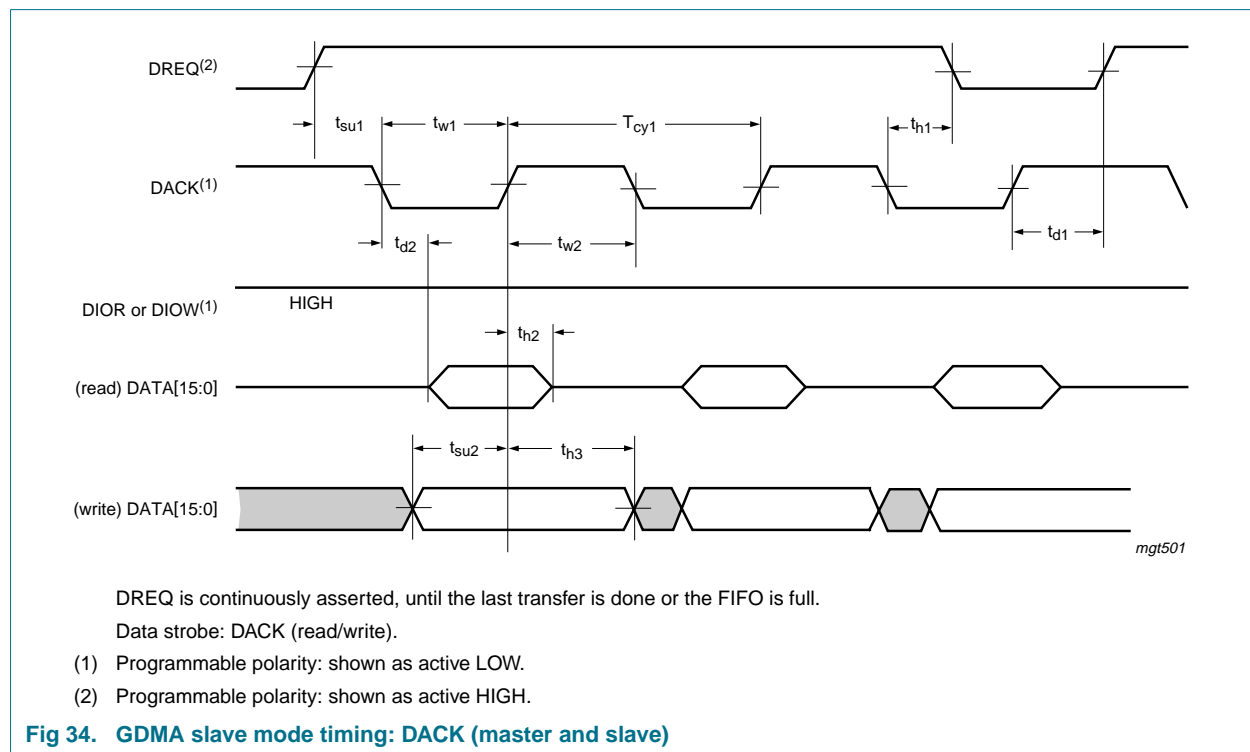 DREQ(2)
tsu1
tw1
Tcy1
th1
DACK(1)
td2
tw2
td1
DIOR or DIOW(1)
HIGH
th2
(read) DATA[15:0]
tsu2
th3
(write) DATA[15:0]
mgt501
DREQ is continuously asserted, until the last transfer is done or the FIFO is full.
Data strobe: DACK (read/write).
(1) Programmable polarity: shown as active LOW.
(2) Programmable polarity: shown as active HIGH.
Fig 34. GDMA slave mode timing: DACK (master and slave)